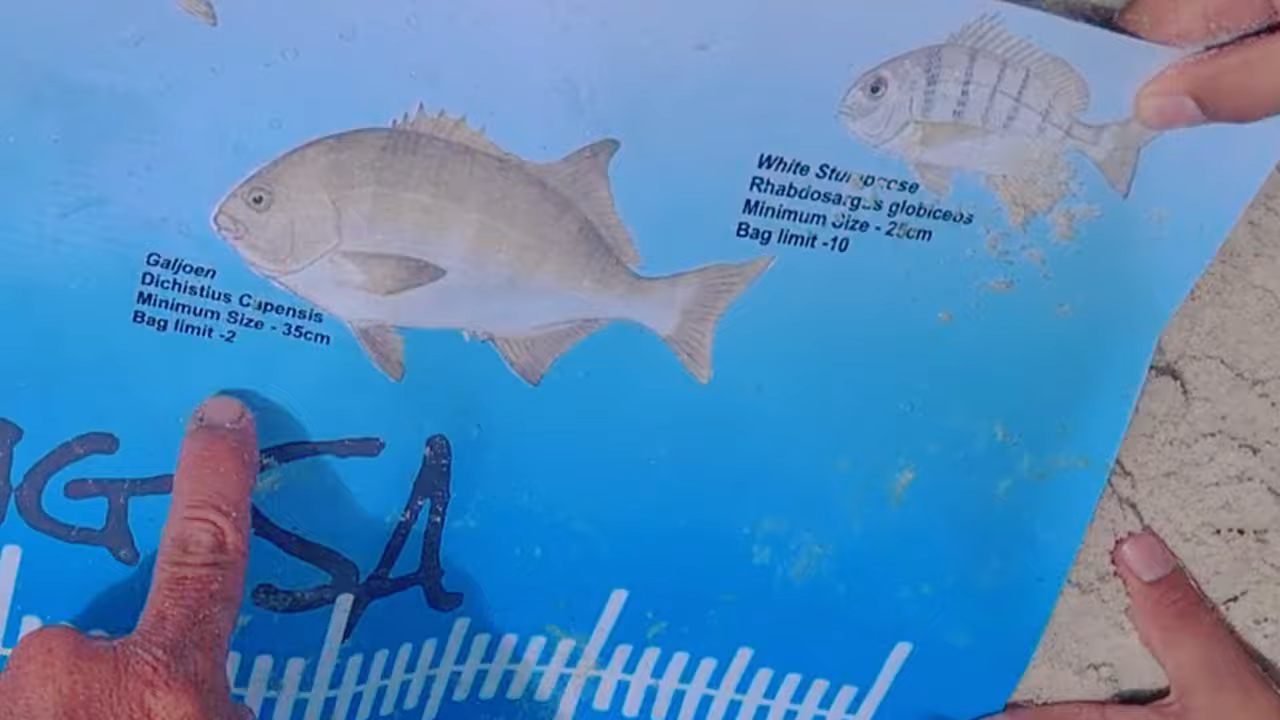 White Stumpnose
Rhabdosargus globiceps
Minimum Size - 25cm
Bag limit -10
Galjoen
Dichistius Capensis
Minimum Size - 35cm
Bag limit -2
G SA